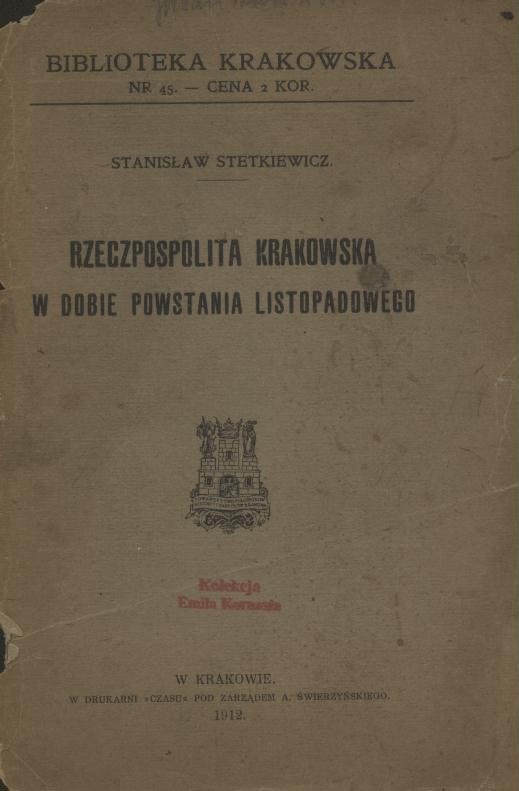 BIBLIOTEKA KRAKOWSKA
NR 45. — CENA 2 KOR.
STANISŁAW STETKIEWICZ.
RZECZPOSPOLITA KRAKOWSKA
W DOBIE POWSTANIA LISTOPADOWEGO
Kolekcja
Emila
W KRAKOWIE.
W DRUKARNI »CZASU« POD ZARZĄDEM A. ŚWIERZYŃSKIEGO.
1912.